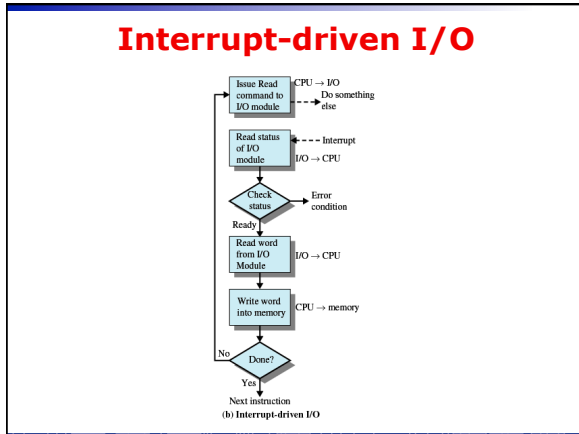 Interrupt-driven I/O
Issue Read
command to
I/O module
CPU → I/O
Do something
else
Read status
of I/O
module
Interrupt
I/O → CPU
Check
status
Error
condition
Ready
Read word
from I/O
Module
I/O → CPU
Write word
into memory
CPU → memory
No
Done?
Yes
Next instruction
(b) Interrupt-driven I/O